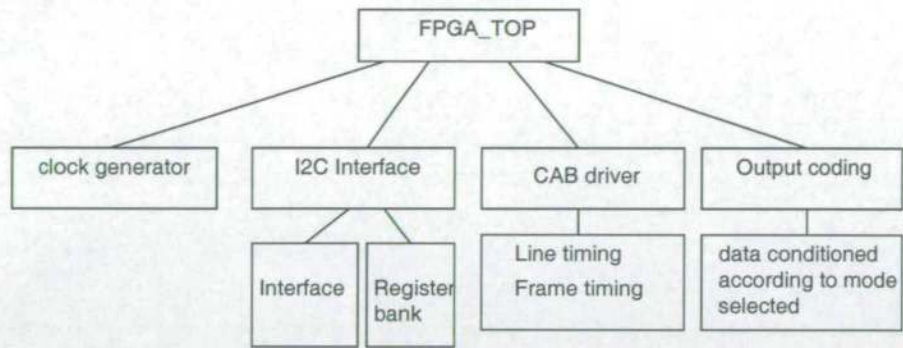 FPGA_TOP
clock generator
I2C Interface
CAB driver
Output coding
Interface
Register
bank
Line timing
Frame timing
data conditioned
according to mode
selected